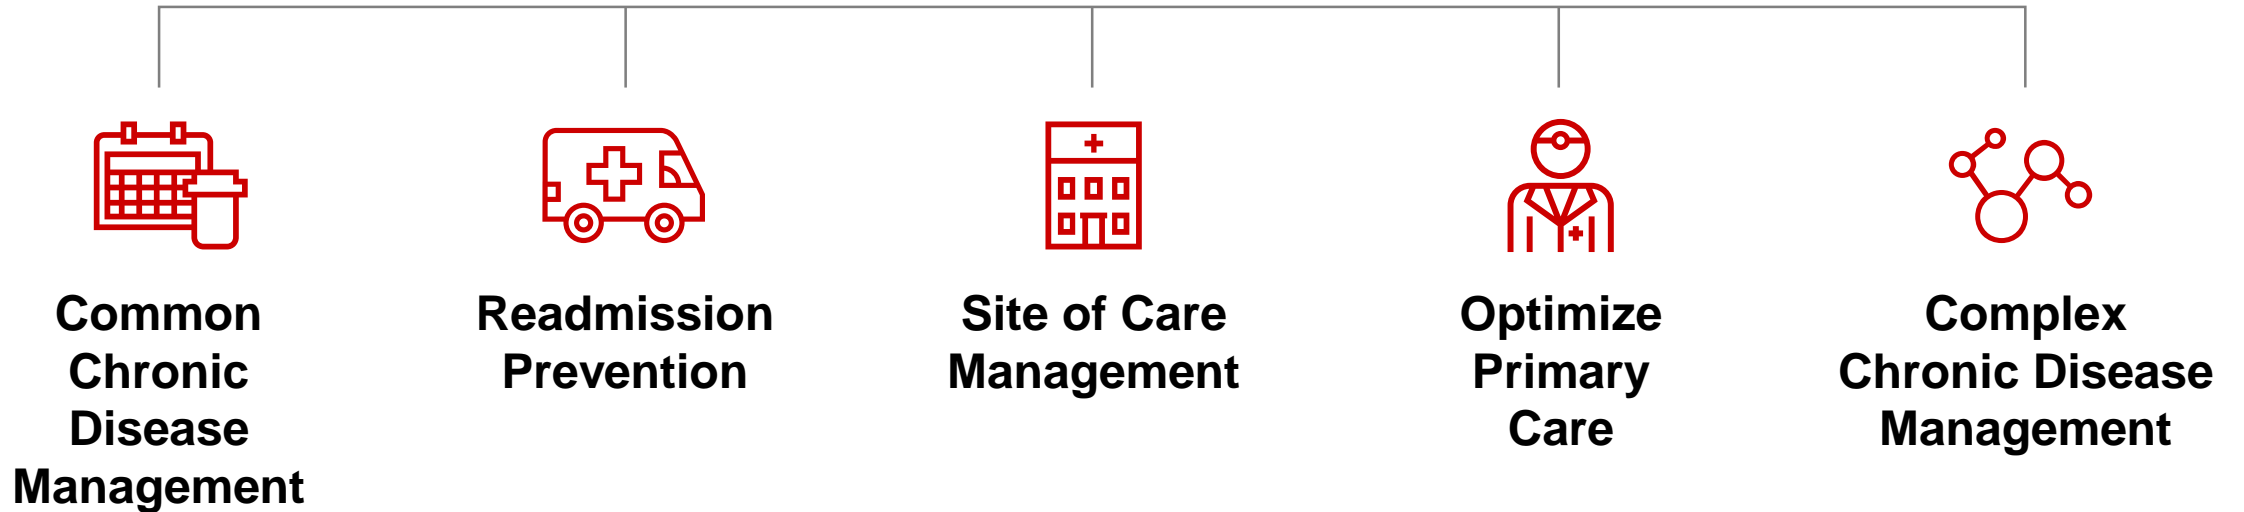 Common
Chronic
Disease
Management
Readmission
Prevention
Site of Care
Management
Optimize
Primary
Care
Complex
Chronic Disease
Management